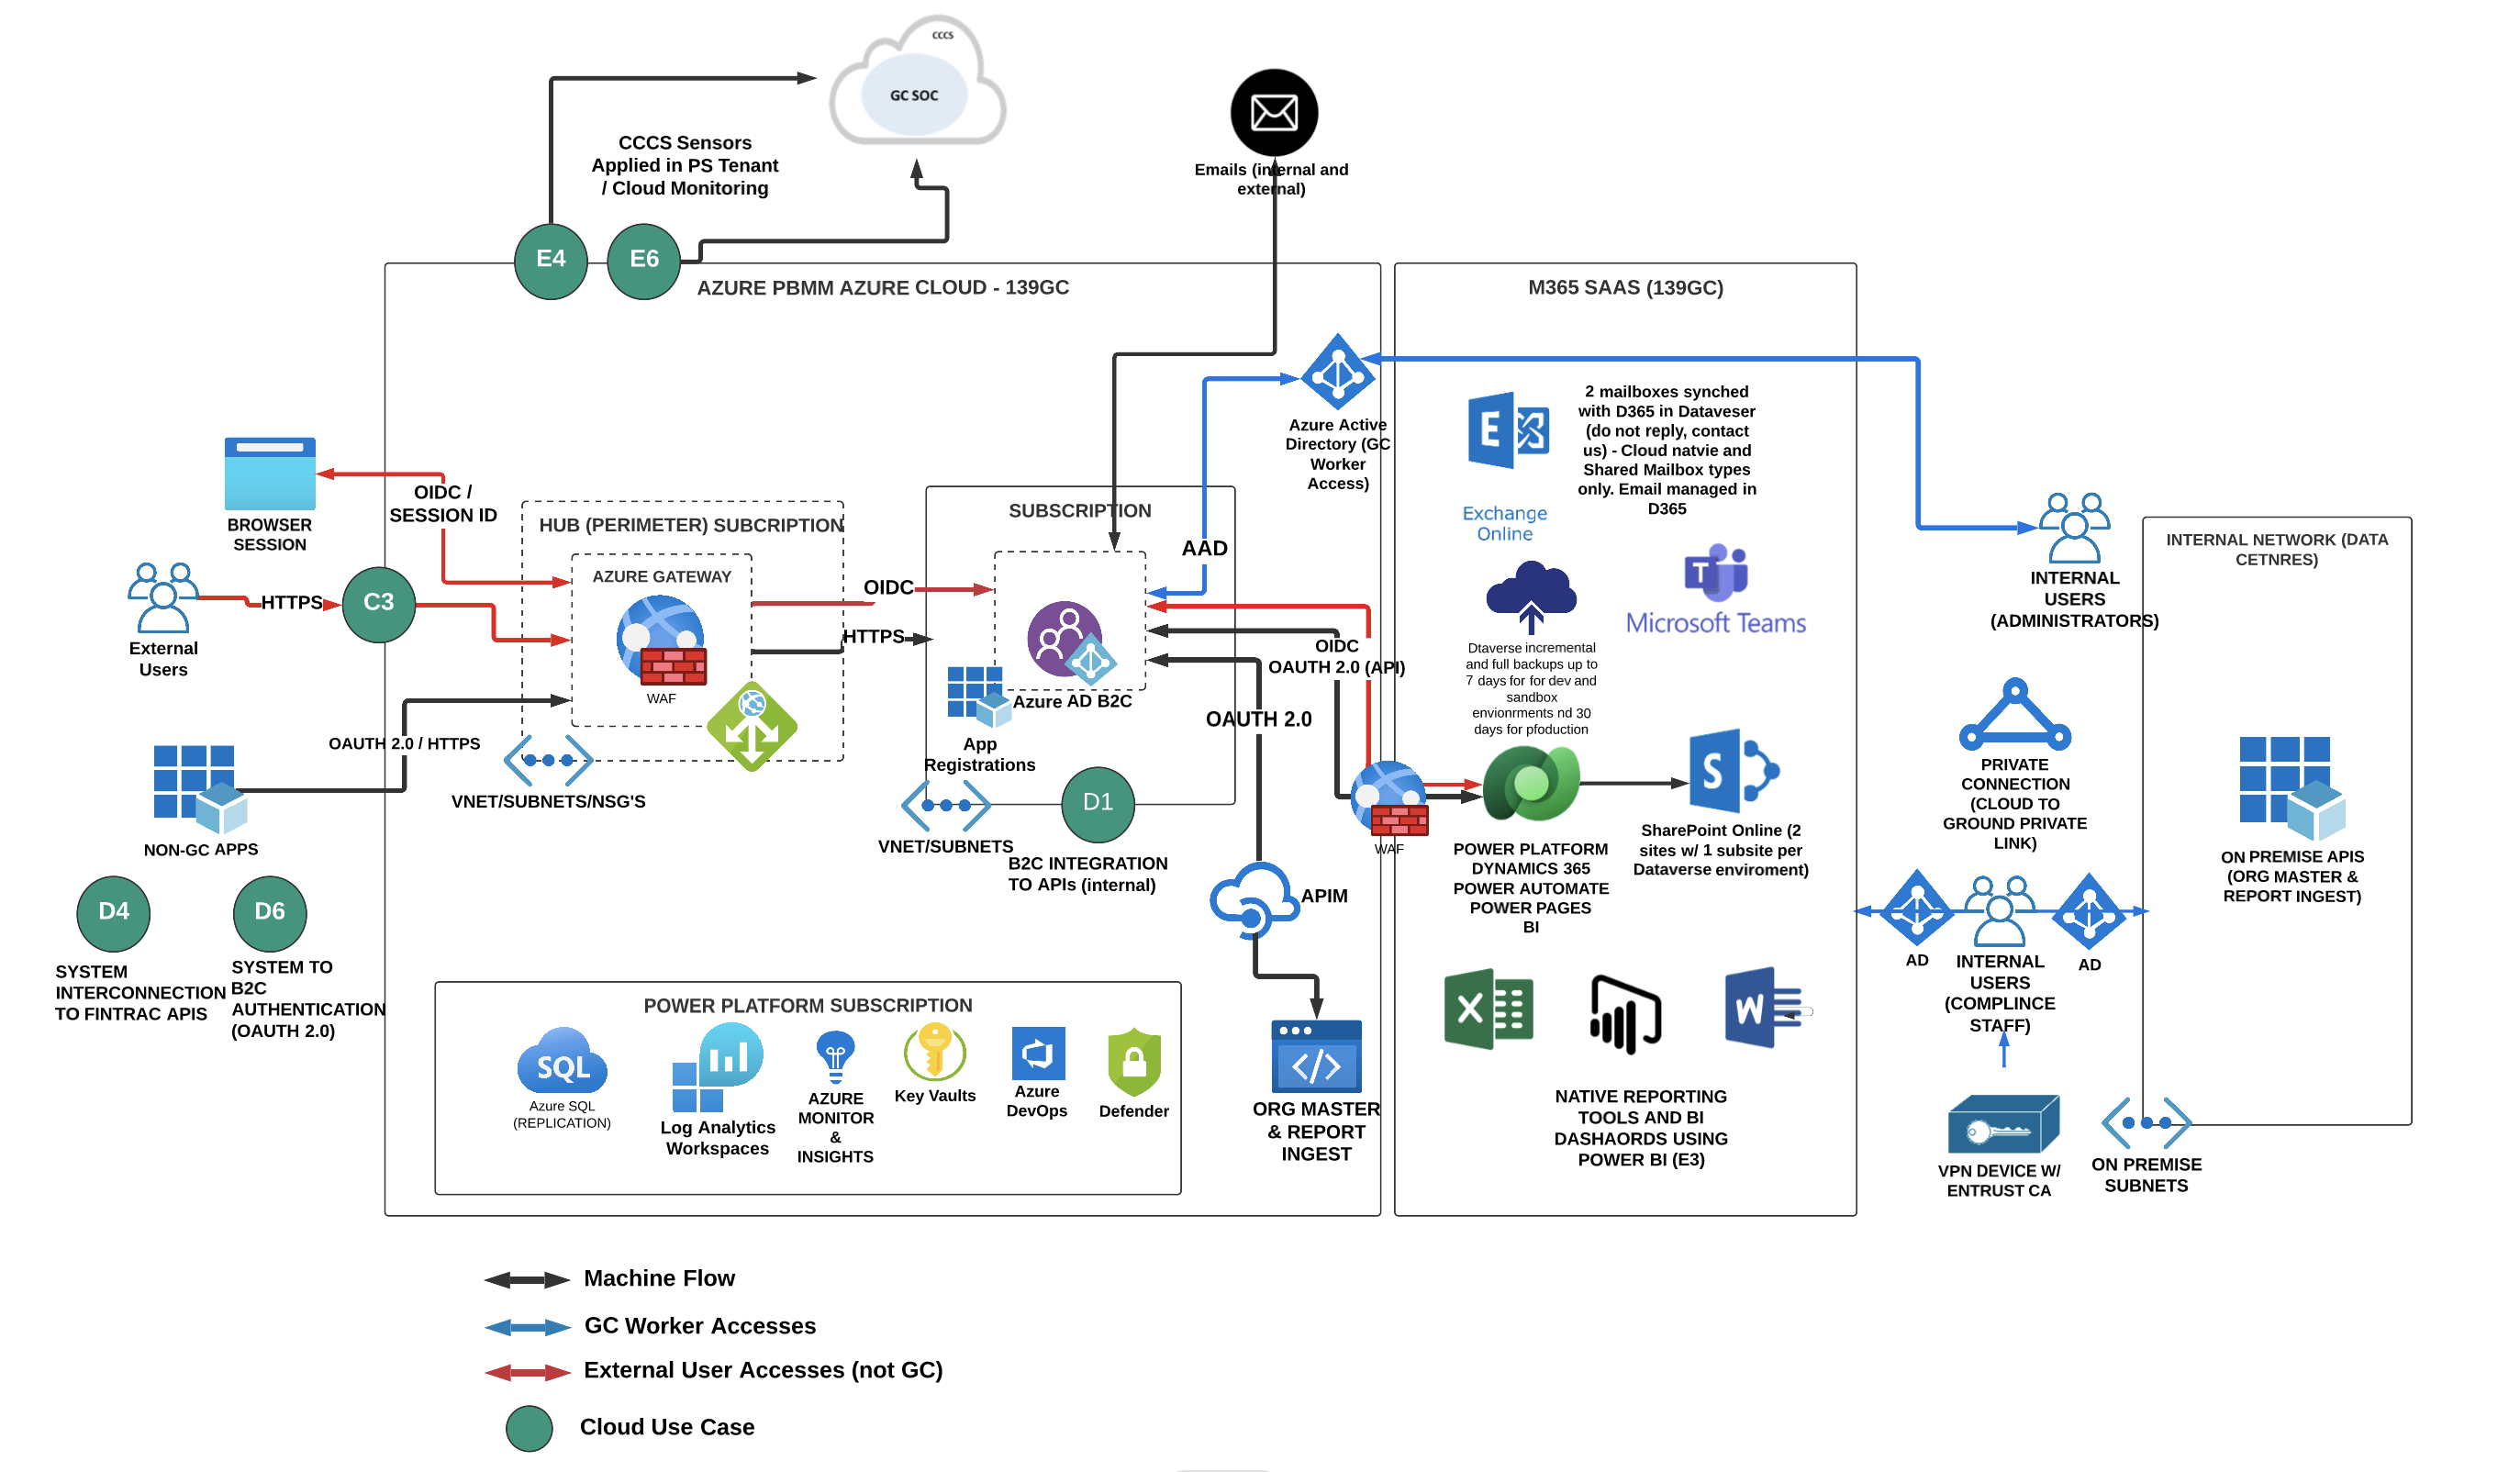 CCCS
GC SOC
CCCS Sensors
Applied in PS Tenant
/ Cloud Monitoring
Emails (internal and
external)
E4
E6
AZURE PBMM AZURE CLOUD - 139GC
M365 SAAS (139GC)
Azure Active
Directory (GC
Worker
Access)
2 mailboxes synched
with D365 in Dataveser
(do not reply, contact
us) - Cloud natvie and
Shared Mailbox types
only. Email managed in
D365
Exchange
Online
BROWSER
SESSION
OIDC /
SESSION ID
HUB (PERIMETER) SUBCRIPTION
AZURE GATEWAY
WAF
SUBSCRIPTION
AAD
OIDC
HTTPS
External
Users
HTTPS
C3
Azure AD B2C
App
Registrations
OIDC
OAUTH 2.0 (API)
OAUTH 2.0
Microsoft Teams
Dtaverse incremental
and full backups up to
7 days for for dev and
sandbox
envionrments nd 30
days for pfoduction
INTERNAL
USERS
(ADMINISTRATORS)
INTERNAL NETWORK (DATA
CETNRES)
OAUTH 2.0 / HTTPS
NON-GC APPS
VNET/SUBNETS/NSG'S
VNET/SUBNETS
D1
B2C INTEGRATION
TO APIs (internal)
WAF
POWER PLATFORM
DYNAMICS 365
POWER AUTOMATE
POWER PAGES
BI
SharePoint Online (2
sites w/ 1 subsite per
Dataverse enviroment)
PRIVATE
CONNECTION
(CLOUD TO
GROUND PRIVATE
LINK)
ON PREMISE APIS
(ORG MASTER &
REPORT INGEST)
D4
SYSTEM
INTERCONNECTION
TO FINTRAC APIS
D6
SYSTEM TO
B2C
AUTHENTICATION
(OAUTH 2.0)
APIM
AD
INTERNAL
USERS
(COMPLINCE
STAFF)
AD
POWER PLATFORM SUBSCRIPTION
SQL
Azure SQL
(REPLICATION)
Log Analytics
Workspaces
AZURE
MONITOR
&
INSIGHTS
Key Vaults
Azure
DevOps
Defender
ORG MASTER
& REPORT
INGEST
NATIVE REPORTING
TOOLS AND BI
DASHAORDS USING
POWER BI (E3)
VPN DEVICE W/
ENTRUST CA
ON PREMISE
SUBNETS
Machine Flow
GC Worker Accesses
External User Accesses (not GC)
Cloud Use Case